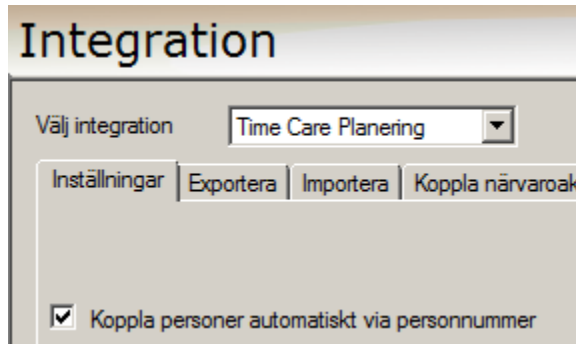 Integration
Välj integration Time Care Planering
Inställningar Exportera Importera Koppla närvaroak
Koppla personer automatiskt via personnummer